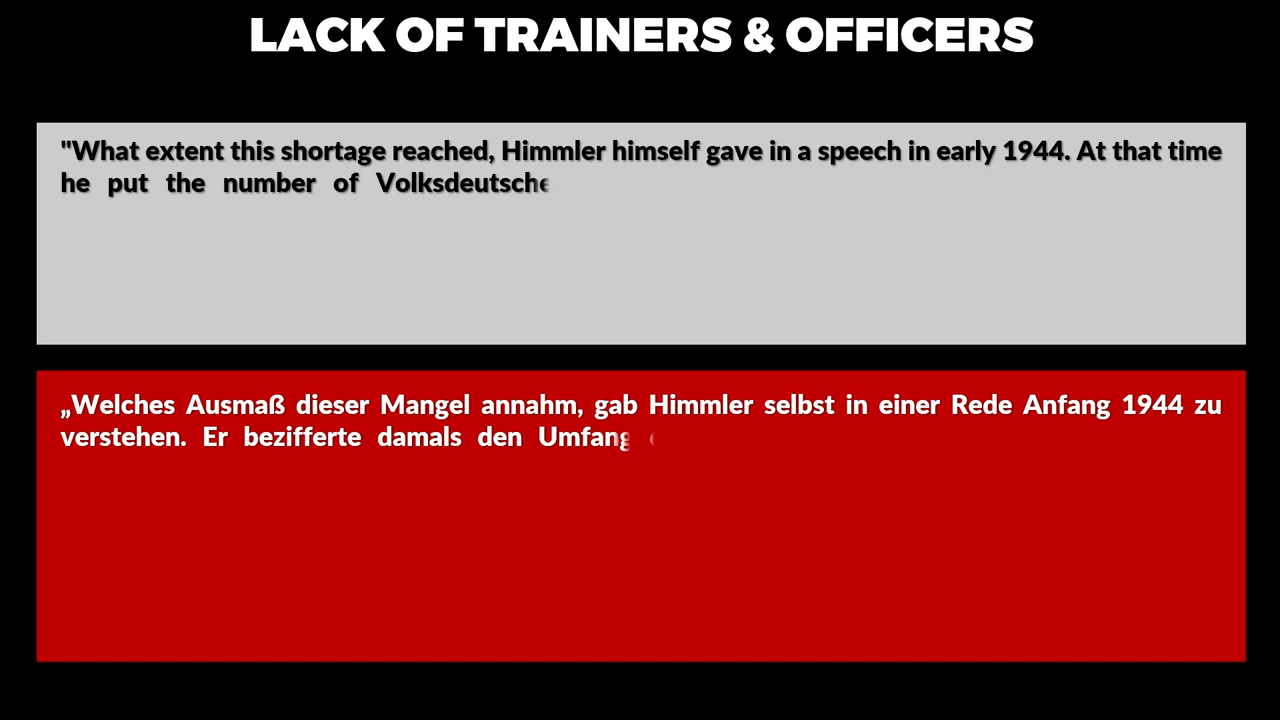 LACK OF TRAINERS & OFFICERS
"What extent this shortage reached, Himmler himself gave in a speech in early 1944. At that time
he put the number of Volksdeutsche
„Welches Ausmaß dieser Mangel annahm, gab Himmler selbst in einer Rede Anfang 1944 zu
verstehen. Er bezifferte damals den Umfang